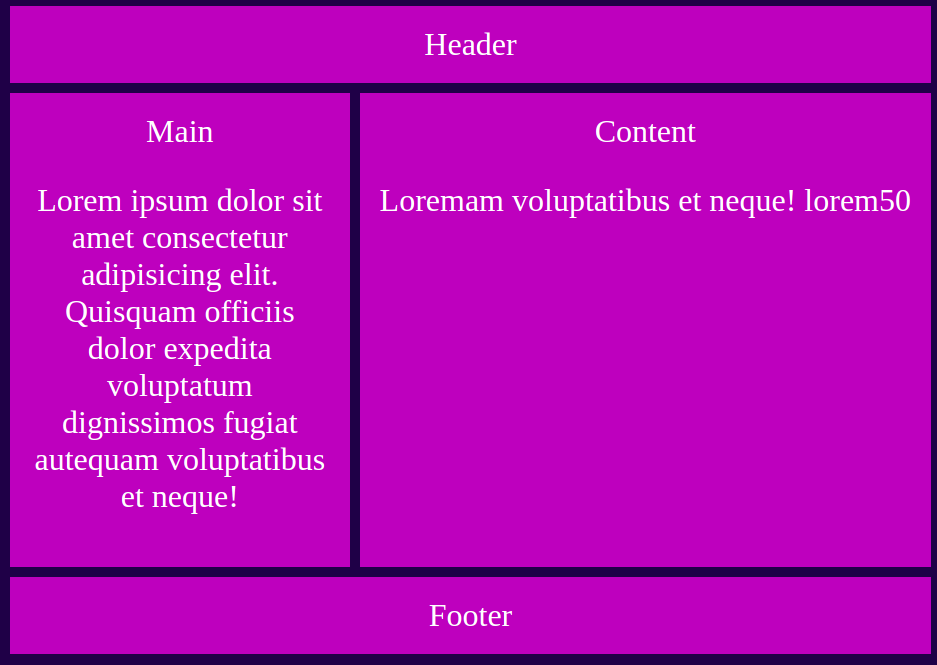 Header
Main
Lorem ipsum dolor sit
amet consectetur
adipisicing elit.
Quisquam officiis
dolor expedita
voluptatum
dignissimos fugiat
autequam voluptatibus
et neque!
Content
Loremam voluptatibus et neque! lorem50
Footer